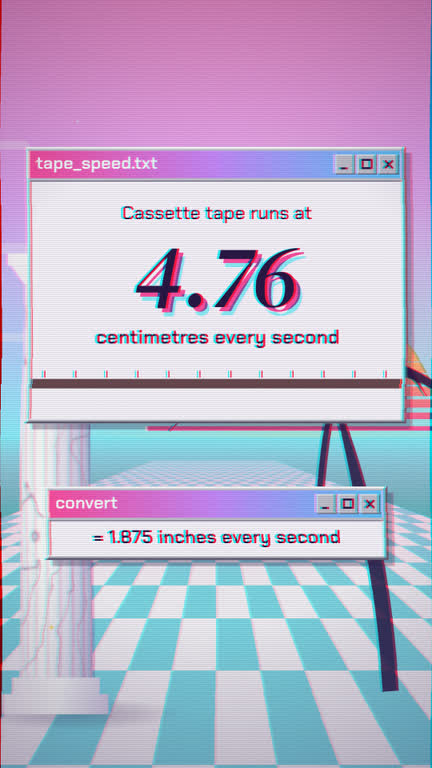 tape_speed.txt
Cassette tape runs at
4.76
centimetres every second
convert
= 1.875 inches every second